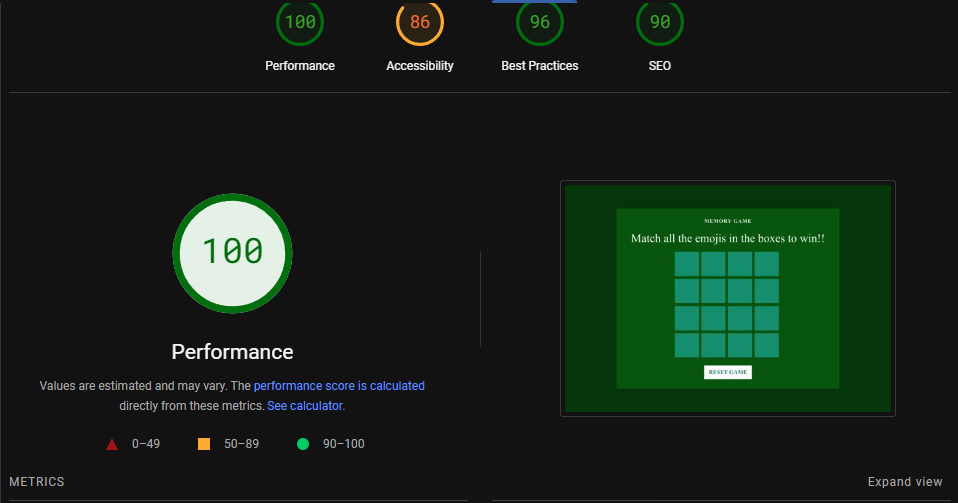 100 86 96 90
Performance Accessibility Best Practices SEO
100
Performance
Values are estimated and may vary. The performance score is calculated
directly from these metrics. See calculator.
0–49 50–89 90–100
MEMORY GAME
Match all the emojis in the boxes to win!!
RESET GAME
METRICS Expand view